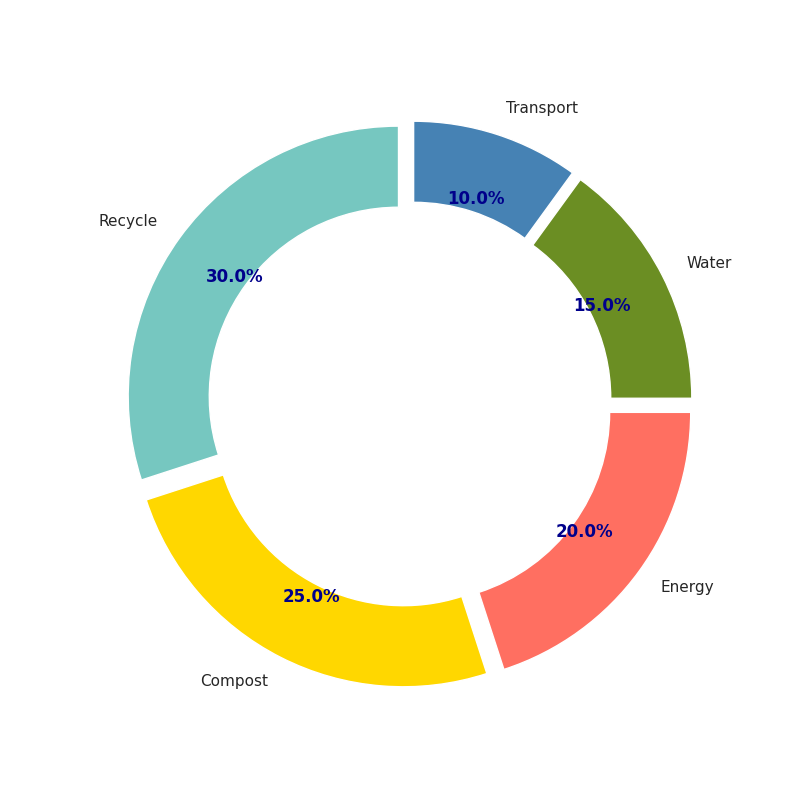 Transport
10.0%
Recycle
Water
30.0%
15.0%
20.0%
Energy
25.0%
Compost